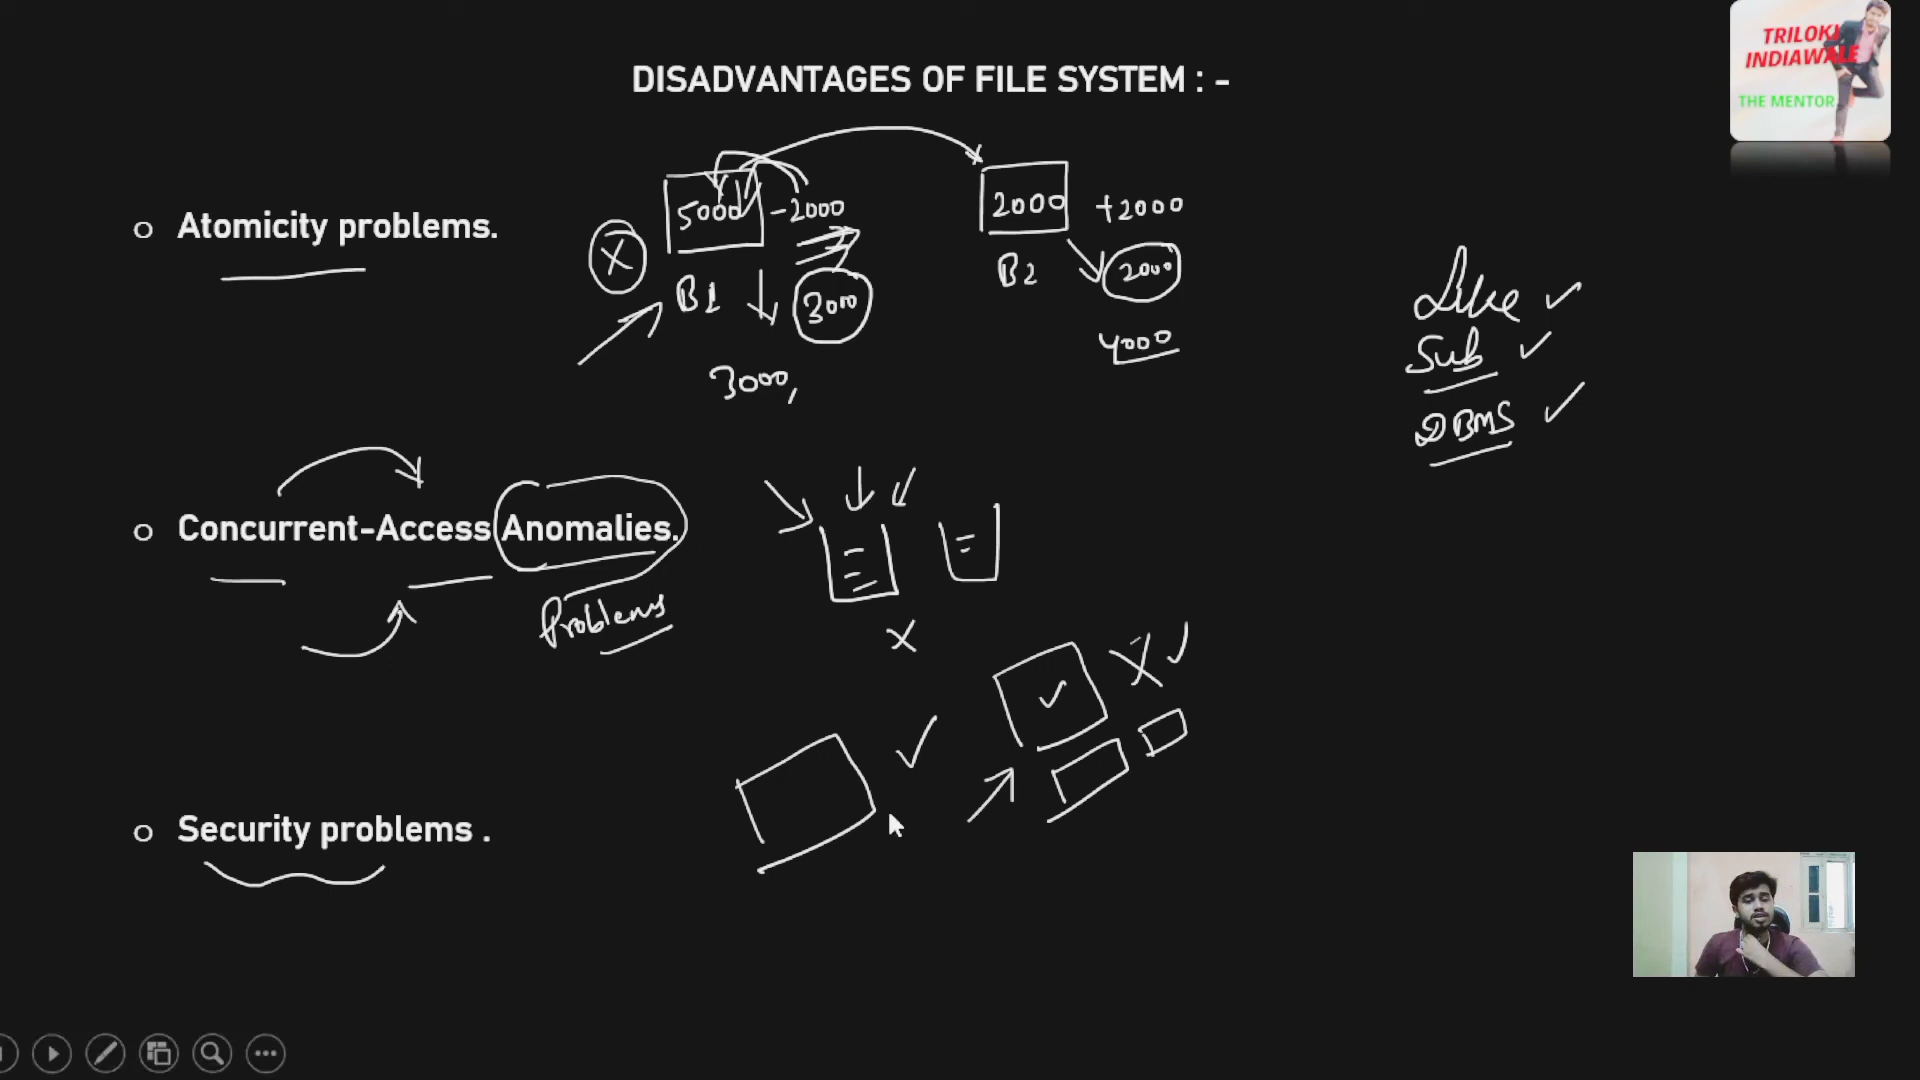 DISADVANTAGES OF FILE SYSTEM : -
TRILOKI
INDIAWALE
THE MENTOR
o Atomicity problems.
X
5000 -2000
B1
3000
3000,
2000 +2000
B2
2000
4000
Like ✓
Sub ✓
DBMS ✓
o Concurrent-Access Anomalies.
Problems
X
✓ X ✓
✓
o Security problems .